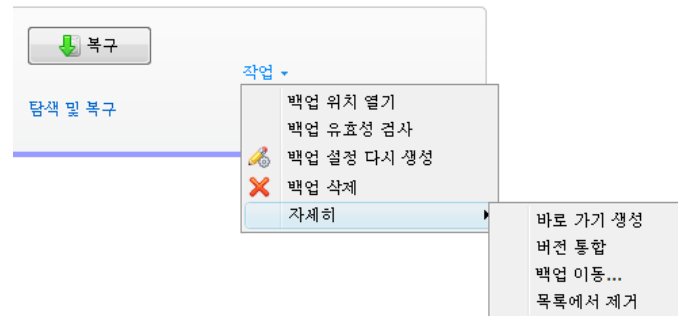 복구
작업
탐색 및 복구
백업 위치 열기
백업 유효성 검사
백업 설정 다시 생성
백업 삭제
자세히
바로 가기 생성
버전 통합
백업 이동...
목록에서 제거